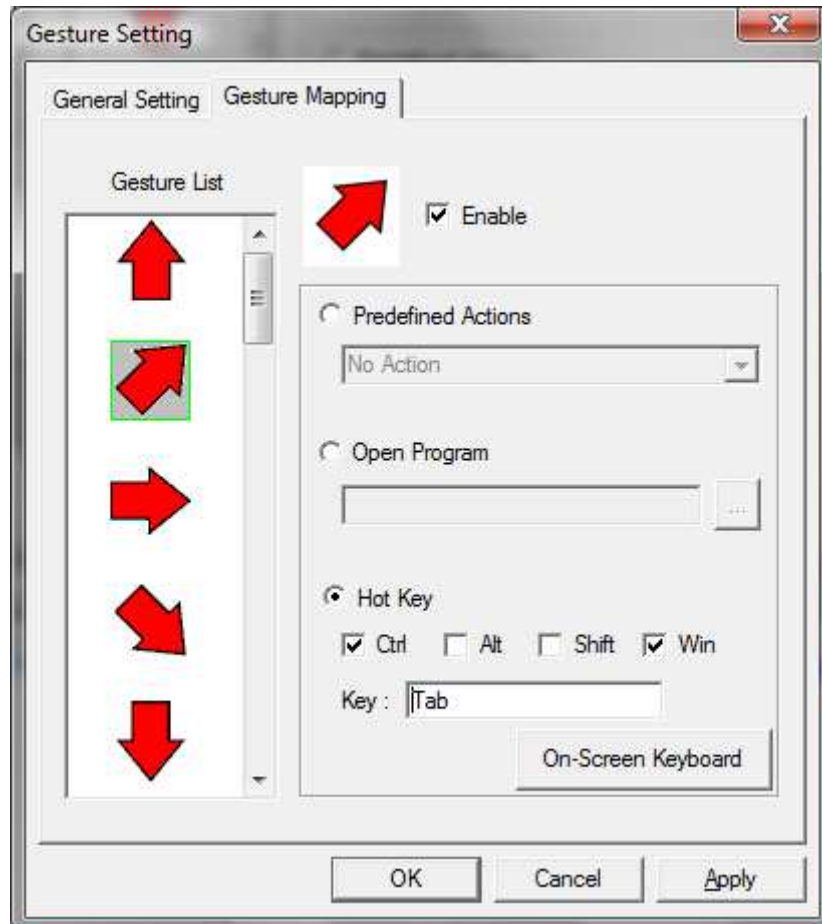 Gesture Setting
General Setting Gesture Mapping
Gesture List
Enable
Predefined Actions
No Action
Open Program
...
Hot Key
Ctrl Alt Shift Win
Key : Tab
On-Screen Keyboard
OK Cancel Apply